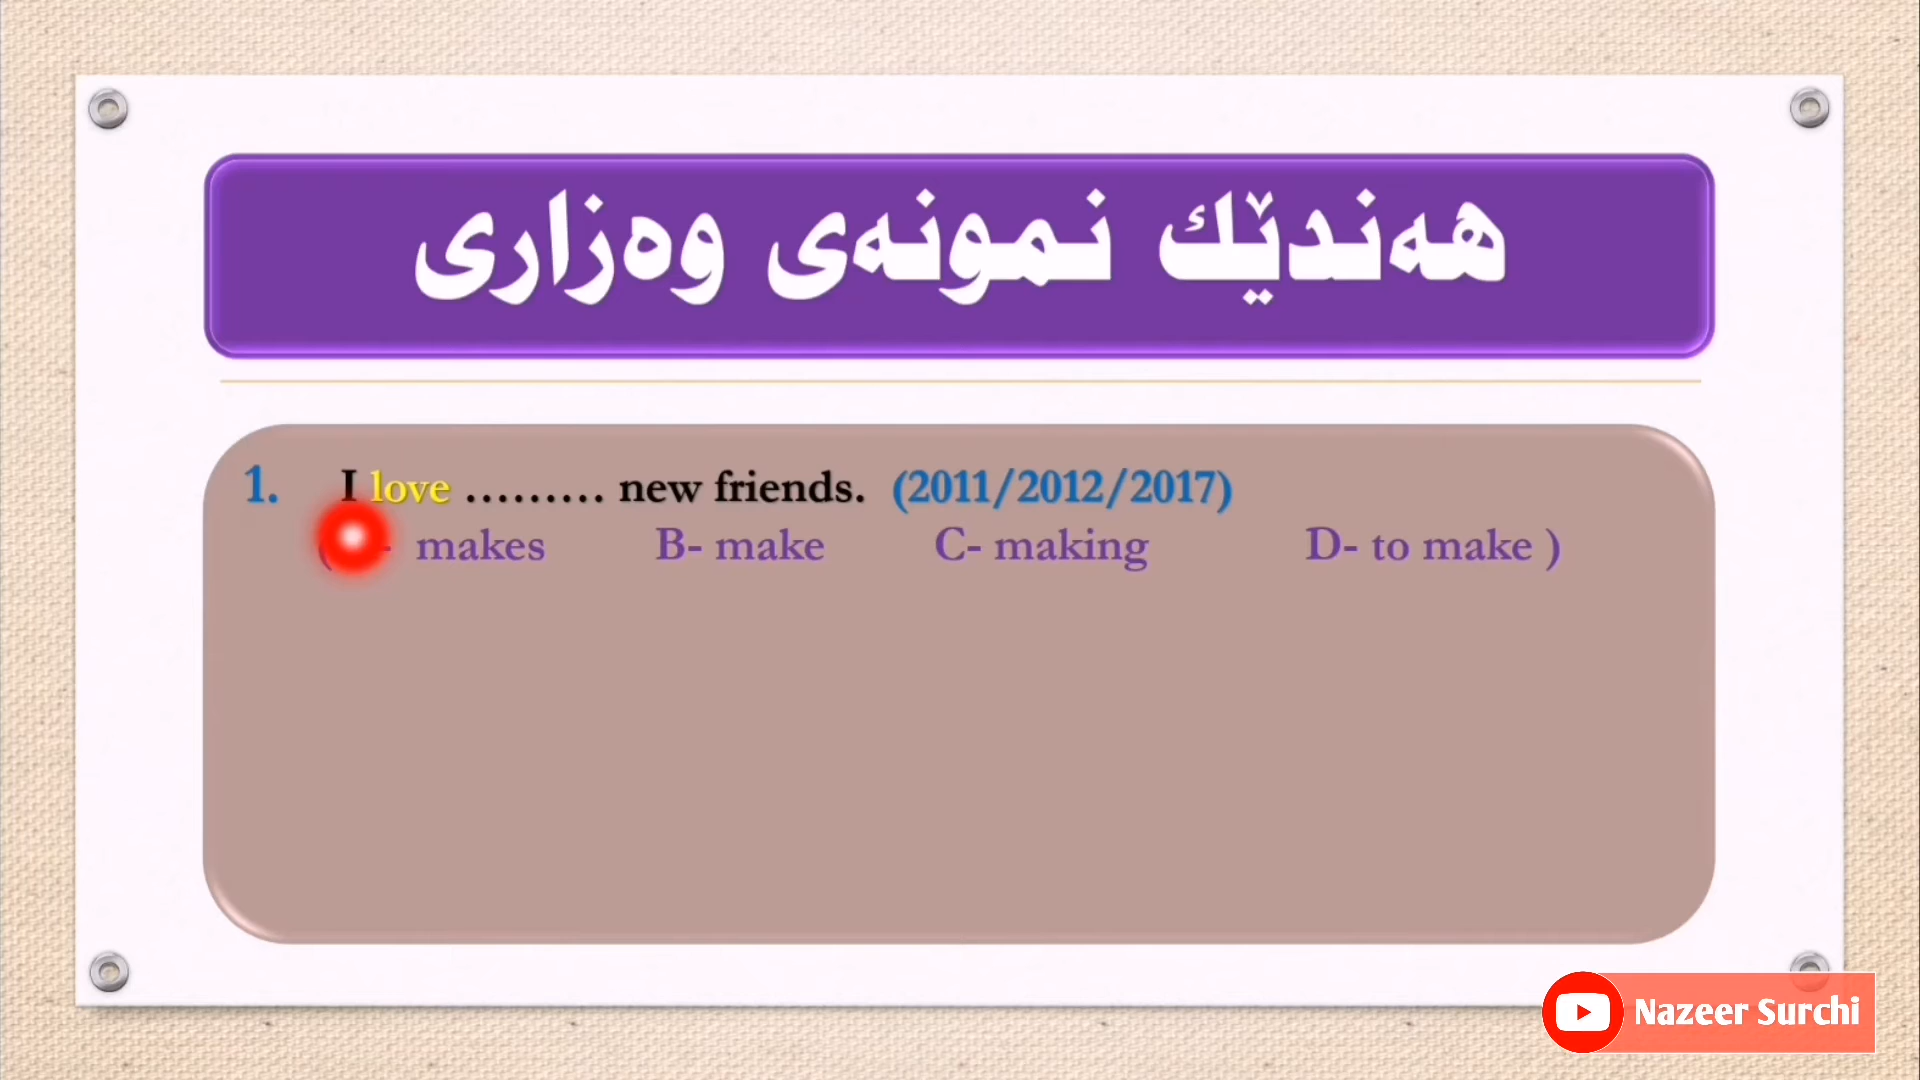 هەندێك نمونەی وەزاری
1. I love ......... new friends. (2011/2012/2017)
( - makes B- make C- making D- to make )
Nazeer Surchi